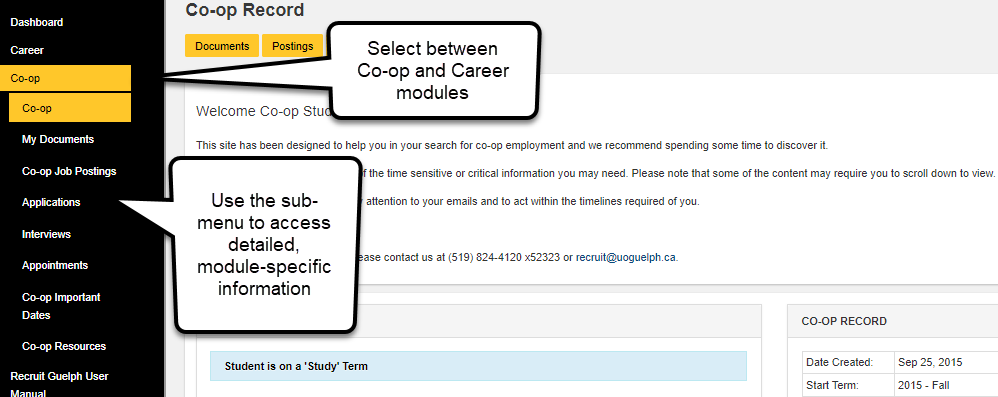 Dashboard
Career
Co-op
Co-op
My Documents
Co-op Job Postings
Applications
Interviews
Appointments
Co-op Important
Dates
Co-op Resources
Recruit Guelph User
Manual
Co-op Record
Documents
Postings
Select between
Co-op and Career
modules
Welcome Co-op
This site has been designed to help you in your search for co-op employment and we recommend spending some time to discover it.
of the time sensitive or critical information you may need. Please note that some of the content may require you to scroll down to view.
attention to your emails and to act within the timelines required of you.
contact us at (519) 824-4120 x52323 or recruit@uoguelph.ca.
Use the sub-
menu to access
detailed,
module-specific
information
Student is on a 'Study' Term
CO-OP RECORD
Date Created: Sep 25, 2015
Start Term: 2015 - Fall